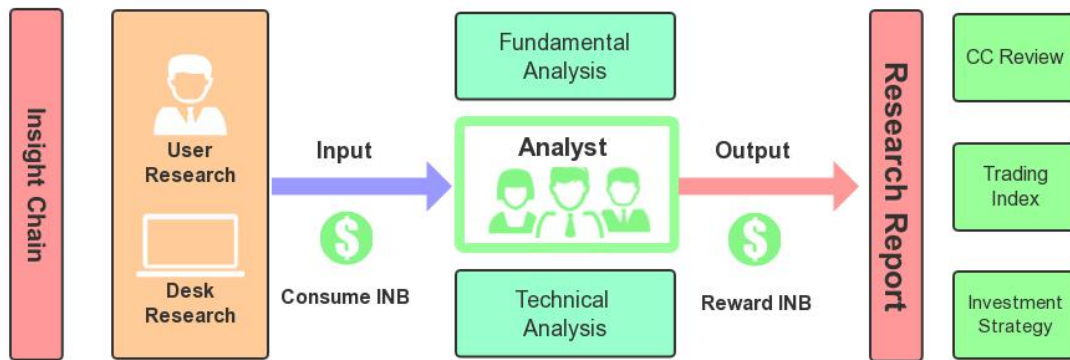 Insight Chain
User
Research
Desk
Research
Input
Consume INB
Fundamental
Analysis
Analyst
Technical
Analysis
Output
Reward INB
Research Report
CC Review
Trading
Index
Investment
Strategy